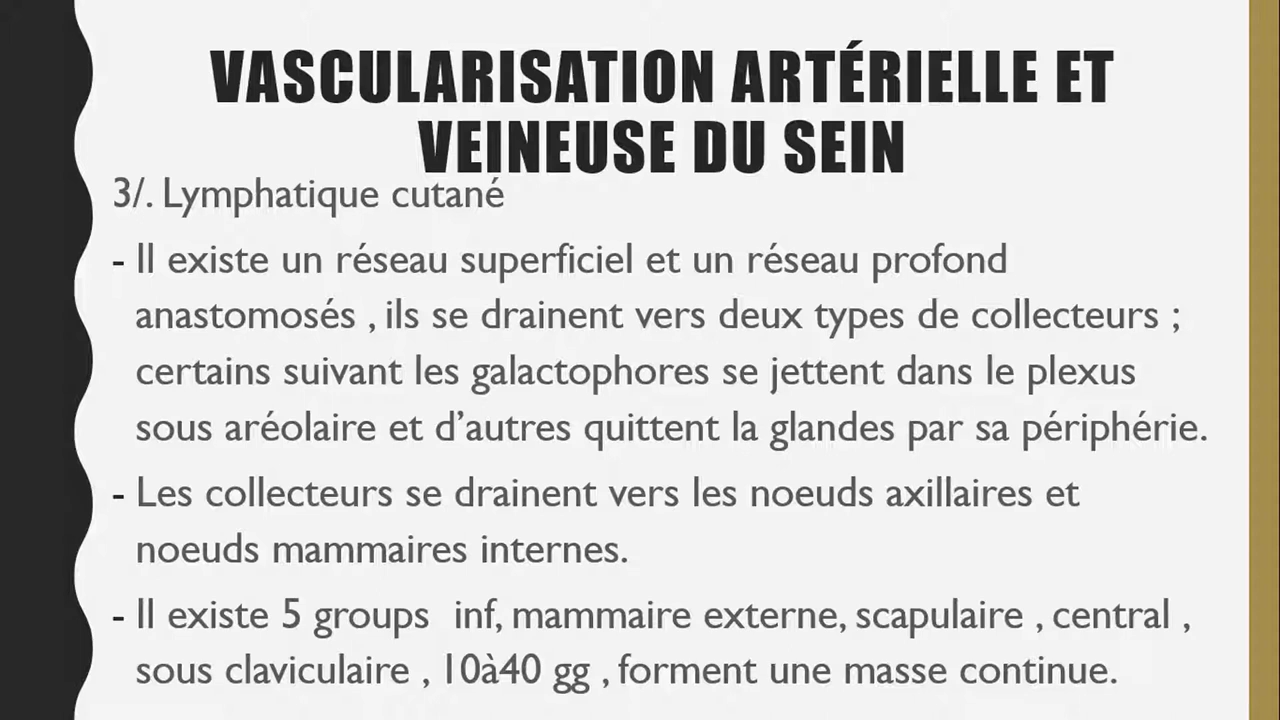 VASCULARISATION ARTÉRIELLE ET
VEINEUSE DU SEIN
3/. Lymphatique cutané
- Il existe un réseau superficiel et un réseau profond
anastomosés , ils se drainent vers deux types de collecteurs ;
certains suivant les galactophores se jettent dans le plexus
sous aréolaire et d’autres quittent la glandes par sa périphérie.
- Les collecteurs se drainent vers les noeuds axillaires et
noeuds mammaires internes.
- Il existe 5 groups inf, mammaire externe, scapulaire , central ,
sous claviculaire , 10à40 gg , forment une masse continue.